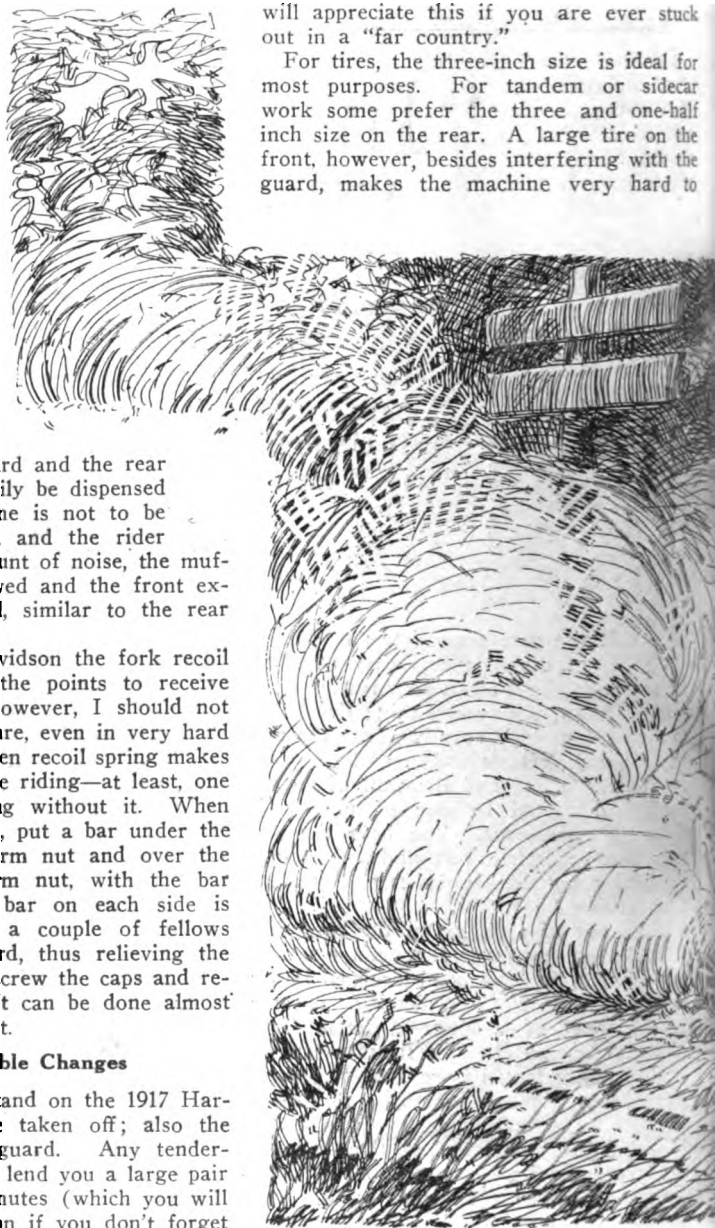 will appreciate this if you are ever stuck
out in a “far country.”
For tires, the three-inch size is ideal for
most purposes. For tandem or sidecar
work some prefer the three and one-half
inch size on the rear. A large tire on the
front, however, besides interfering with the
guard, makes the machine very hard to
rd and the rear
ily be dispensed
ne is not to be
and the rider
unt of noise, the muf-
ved and the front ex-
, similar to the rear
vidson the fork recoil
the points to receive
owever, I should not
are, even in very hard
en recoil spring makes
e riding—at least, one
g without it. When
, put a bar under the
rm nut and over the
m nut, with the bar
bar on each side is
a couple of fellows
rd, thus relieving the
crew the caps and re-
t can be done almost
t.
ble Changes
tand on the 1917 Har-
e taken off; also the
guard. Any tender-
lend you a large pair
nutes (which you will
n if you don't forget